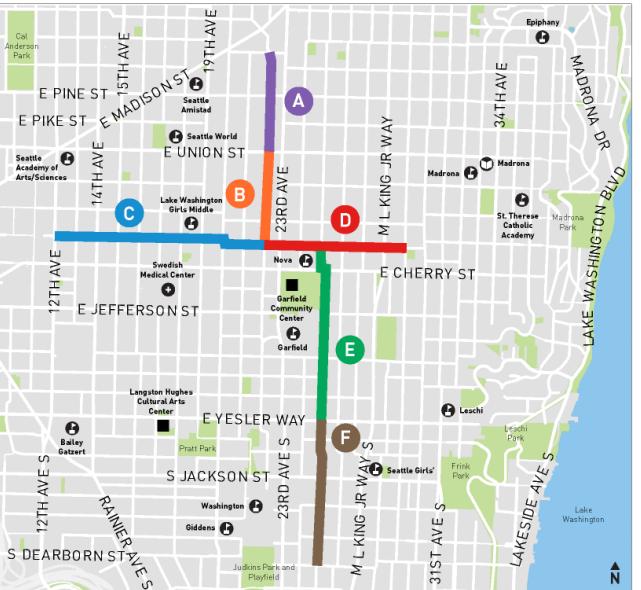 Epiphany
Cal
Anderson
Park
15TH AVE
19TH AVE
MADRONA DR
E PINE ST
E MADISON ST
Seattle
Amistad
A
34TH AVE
E PIKE ST
Seattle World
M L KING JR WAY
E UNION ST
Seattle
Academy of
Arts/Sciences
14TH AVE
Madrona
Madrona
LAKE WASHINGTON BLVD
23RD AVE
B
Lake Washington
Girls Middle
C
D
St. Therese
Catholic
Academy
Madrona
Park
12TH AVE
Nova
E CHERRY ST
Swedish
Medical Center
Garfield
Community
Center
E JEFFERSON ST
Garfield
E
Langston Hughes
Cultural Arts
Center
Leschi
E YESLER WAY
Leschi
Park
F
Bailey
Gatzert
Pratt Park
23RD AVE S
M L KING JR WAY S
Seattle Girls'
Frink
Park
S JACKSON ST
12TH AVE S
RAINIER AVE S
Washington
31ST AVE S
LAKESIDE AVE S
Lake
Washington
Giddens
S DEARBORN ST
Judkins Park and
Playfield
N